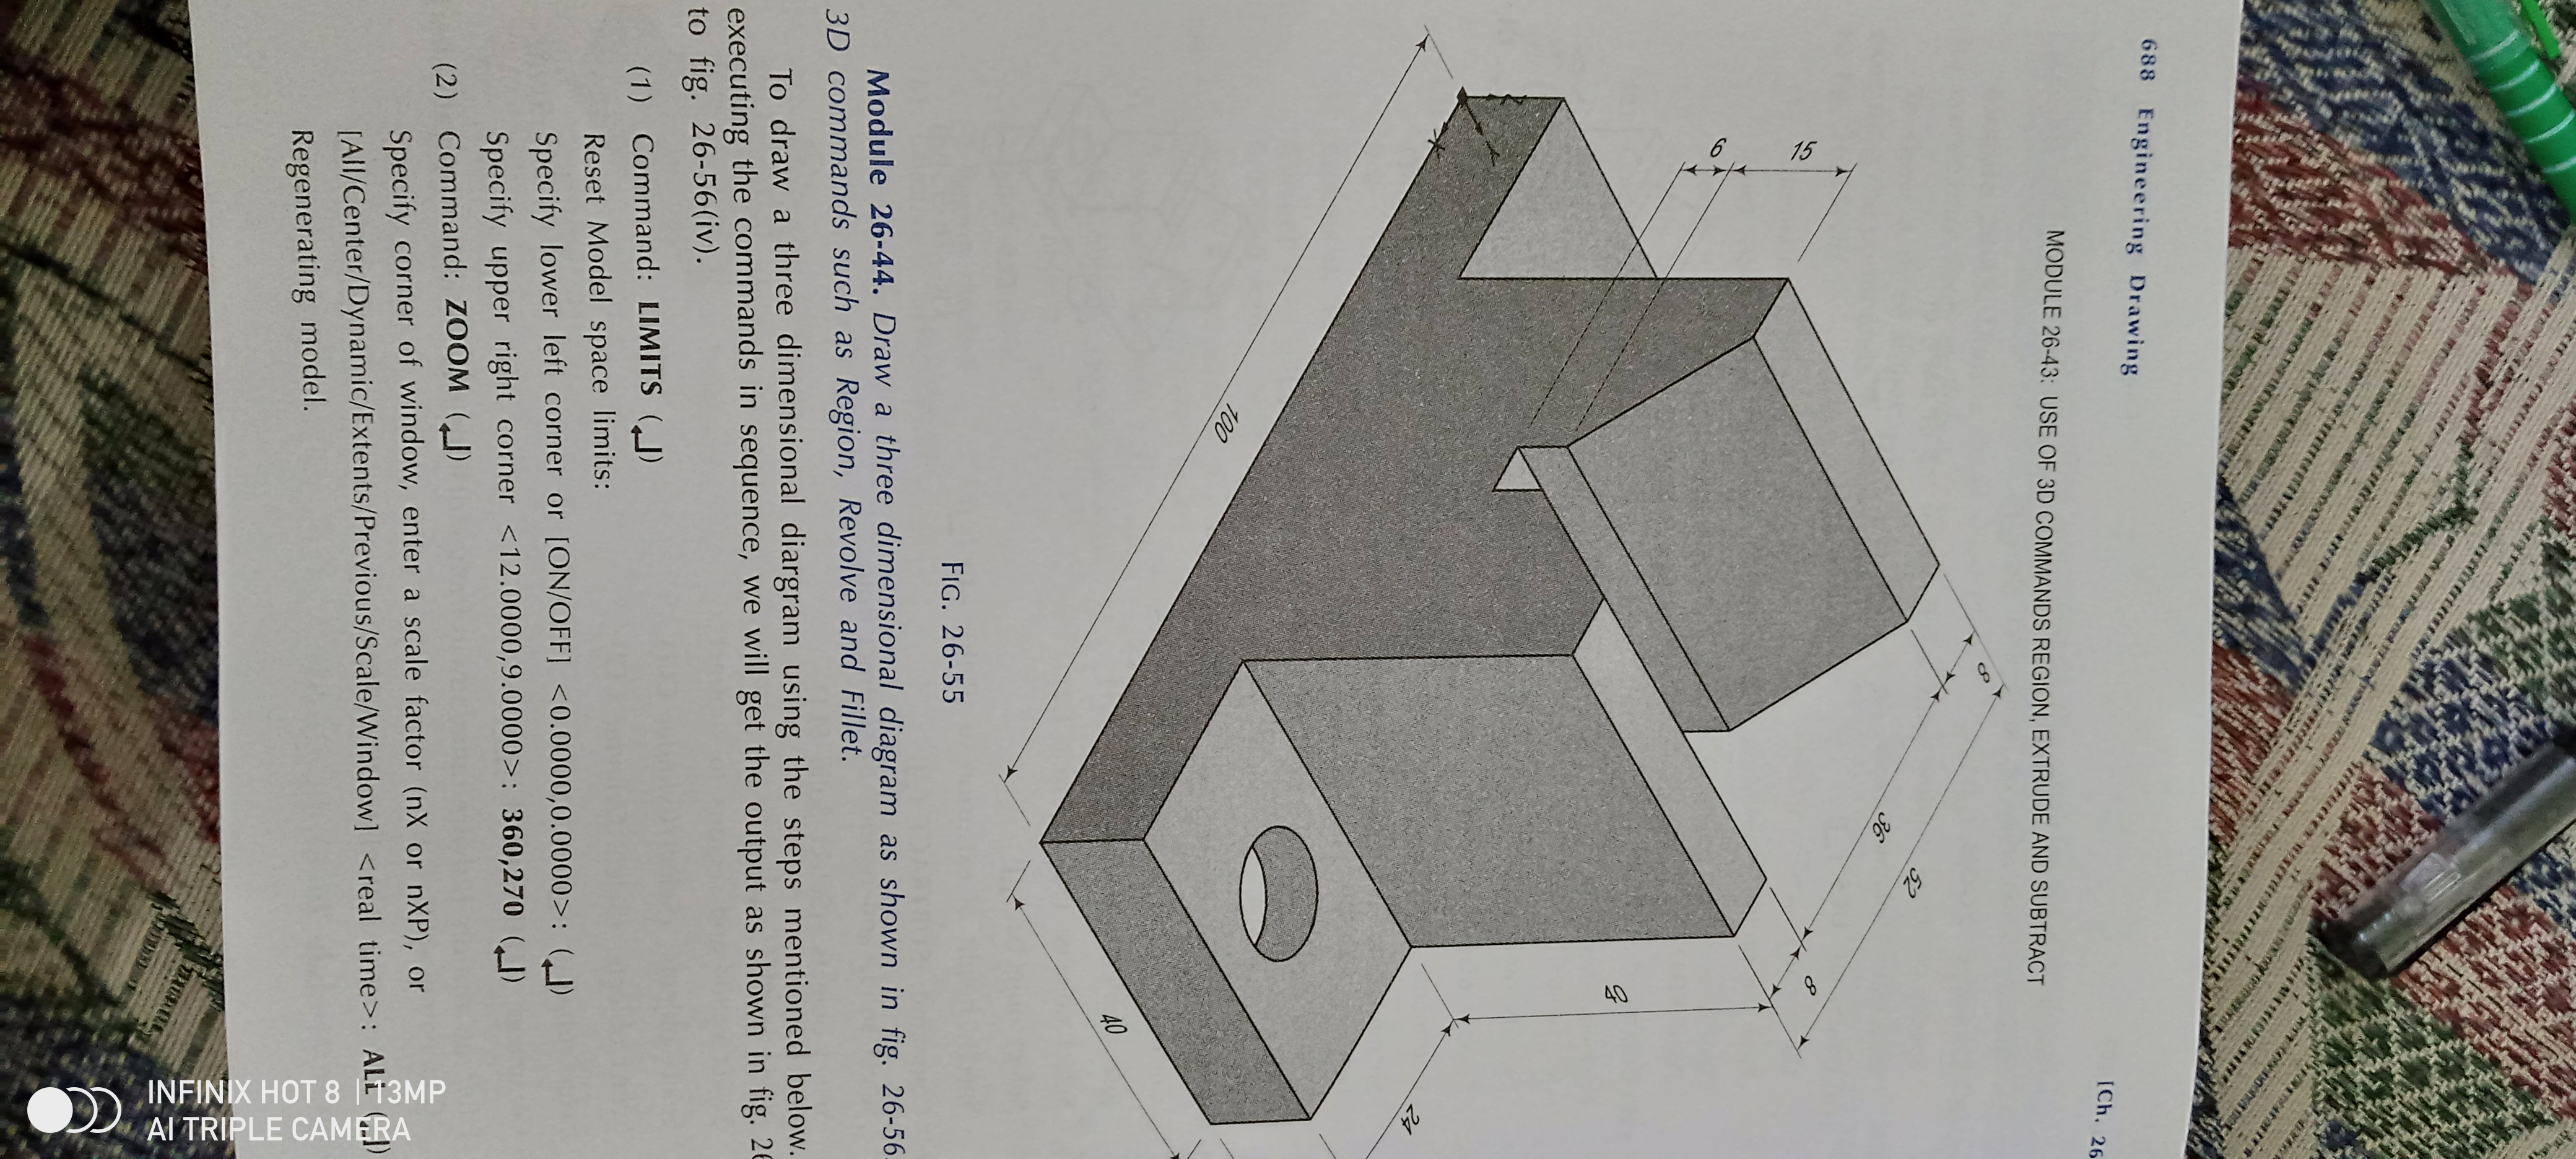 688 Engineering Drawing [Ch. 26
MODULE 26-43: USE OF 3D COMMANDS REGION, EXTRUDE AND SUBTRACT
15
6
8
36
52
8
40
24
40
100
FIG. 26-55
Module 26-44. Draw a three dimensional diagram as shown in fig. 26-56
3D commands such as Region, Revolve and Fillet.
To draw a three dimensional diargram using the steps mentioned below.
executing the commands in sequence, we will get the output as shown in fig. 26
to fig. 26-56(iv).
(1) Command: LIMITS (↵)
Reset Model space limits:
Specify lower left corner or [ON/OFF] <0.0000,0.0000>: (↵)
Specify upper right corner <12.0000,9.0000>: 360,270 (↵)
(2) Command: ZOOM (↵)
Specify corner of window, enter a scale factor (nX or nXP), or
[All/Center/Dynamic/Extents/Previous/Scale/Window] <real time>: ALL (↵)
Regenerating model.
INFINIX HOT 8 | 13MP
AI TRIPLE CAMERA